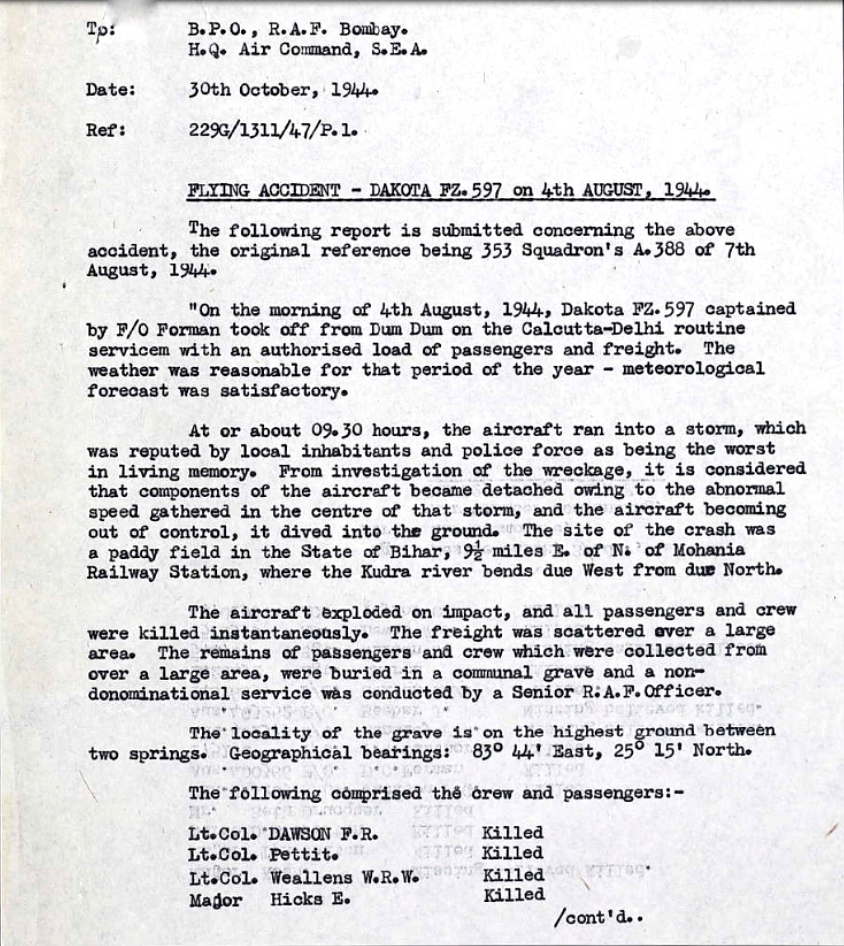 To: B.P.O., R.A.F. Bombay.
H.Q. Air Command, S.E.A.
Date: 30th October, 1944.
Ref: 229G/1311/47/P.1.
FLYING ACCIDENT - DAKOTA FZ.597 on 4th AUGUST, 1944.
The following report is submitted concerning the above
accident, the original reference being 353 Squadron's A.388 of 7th
August, 1944.
"On the morning of 4th August, 1944, Dakota FZ.597 captained
by F/O Forman took off from Dum Dum on the Calcutta-Delhi routine
servicem with an authorised load of passengers and freight. The
weather was reasonable for that period of the year - meteorological
forecast was satisfactory.
At or about 09.30 hours, the aircraft ran into a storm, which
was reputed by local inhabitants and police force as being the worst
in living memory. From investigation of the wreckage, it is considered
that components of the aircraft became detached owing to the abnormal
speed gathered in the centre of that storm, and the aircraft becoming
out of control, it dived into the ground. The site of the crash was
a paddy field in the State of Bihar, 9½ miles E. of N. of Mohania
Railway Station, where the Kudra river bends due West from due North.
The aircraft exploded on impact, and all passengers and crew
were killed instantaneously. The freight was scattered over a large
area. The remains of passengers and crew which were collected from
over a large area, were buried in a communal grave and a non-
donominational service was conducted by a Senior R.A.F.Officer.
The locality of the grave is on the highest ground between
two springs. Geographical bearings: 83° 44' East, 25° 15' North.
The following comprised the crew and passengers:-
Lt.Col. DAWSON F.R. Killed
Lt.Col. Pettit. Killed
Lt.Col. Weallens W.R.W. Killed
Major Hicks E. Killed
/cont'd..